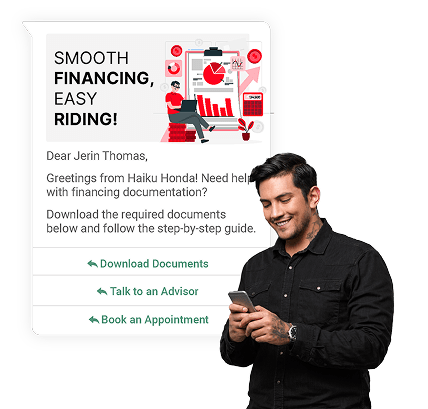 SMOOTH
FINANCING,
EASY
RIDING!
Dear Jerin Thomas,
Greetings from Haiku Honda! Need help
with financing documentation?
Download the required documents
below and follow the step-by-step guide.
Download Documents
Talk to an Advisor
Book an Appointment